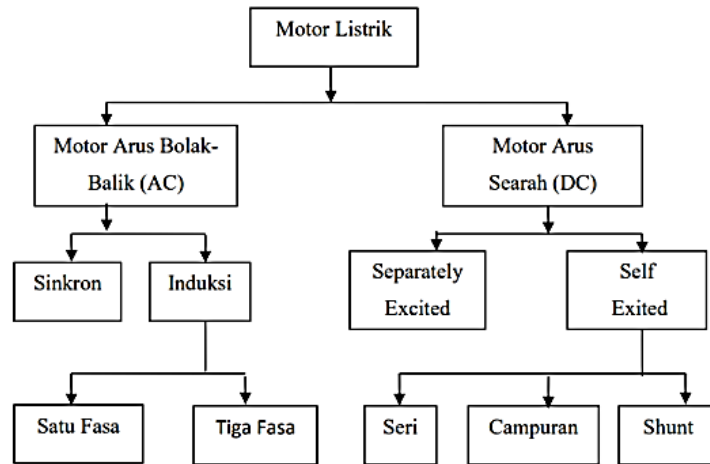 Motor Listrik
Motor Arus Bolak-
Balik (AC)
Motor Arus
Searah (DC)
Sinkron
Induksi
Separately
Excited
Self
Exited
Satu Fasa
Tiga Fasa
Seri
Campuran
Shunt